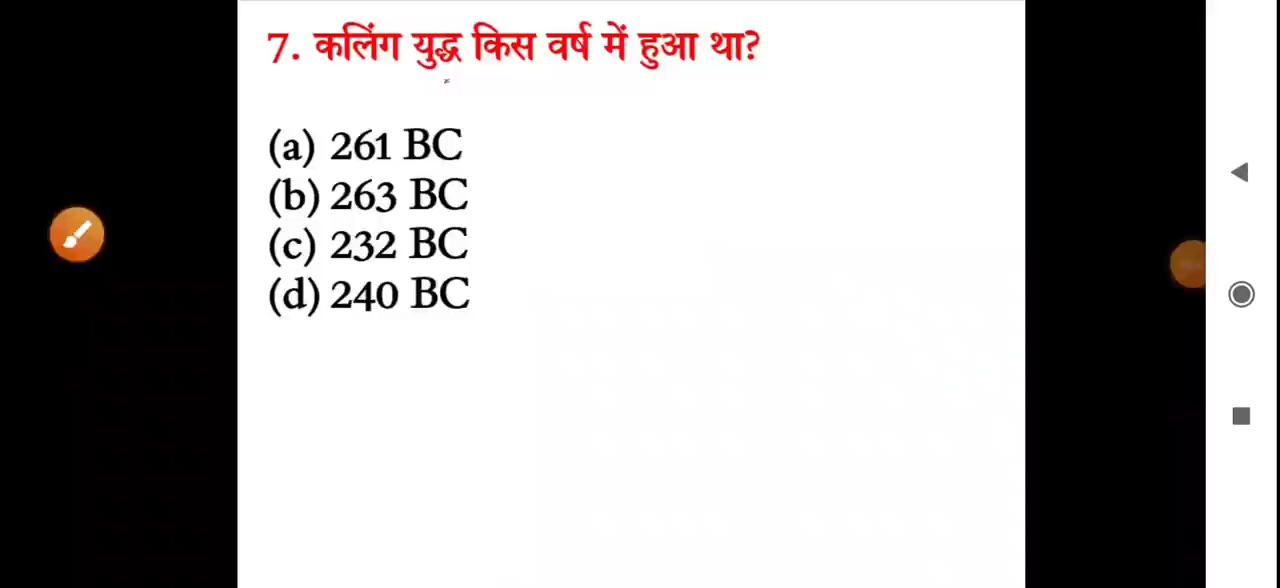 7. कलिंग युद्ध किस वर्ष में हुआ था?
(a) 261 BC
(b) 263 BC
(c) 232 BC
(d) 240 BC